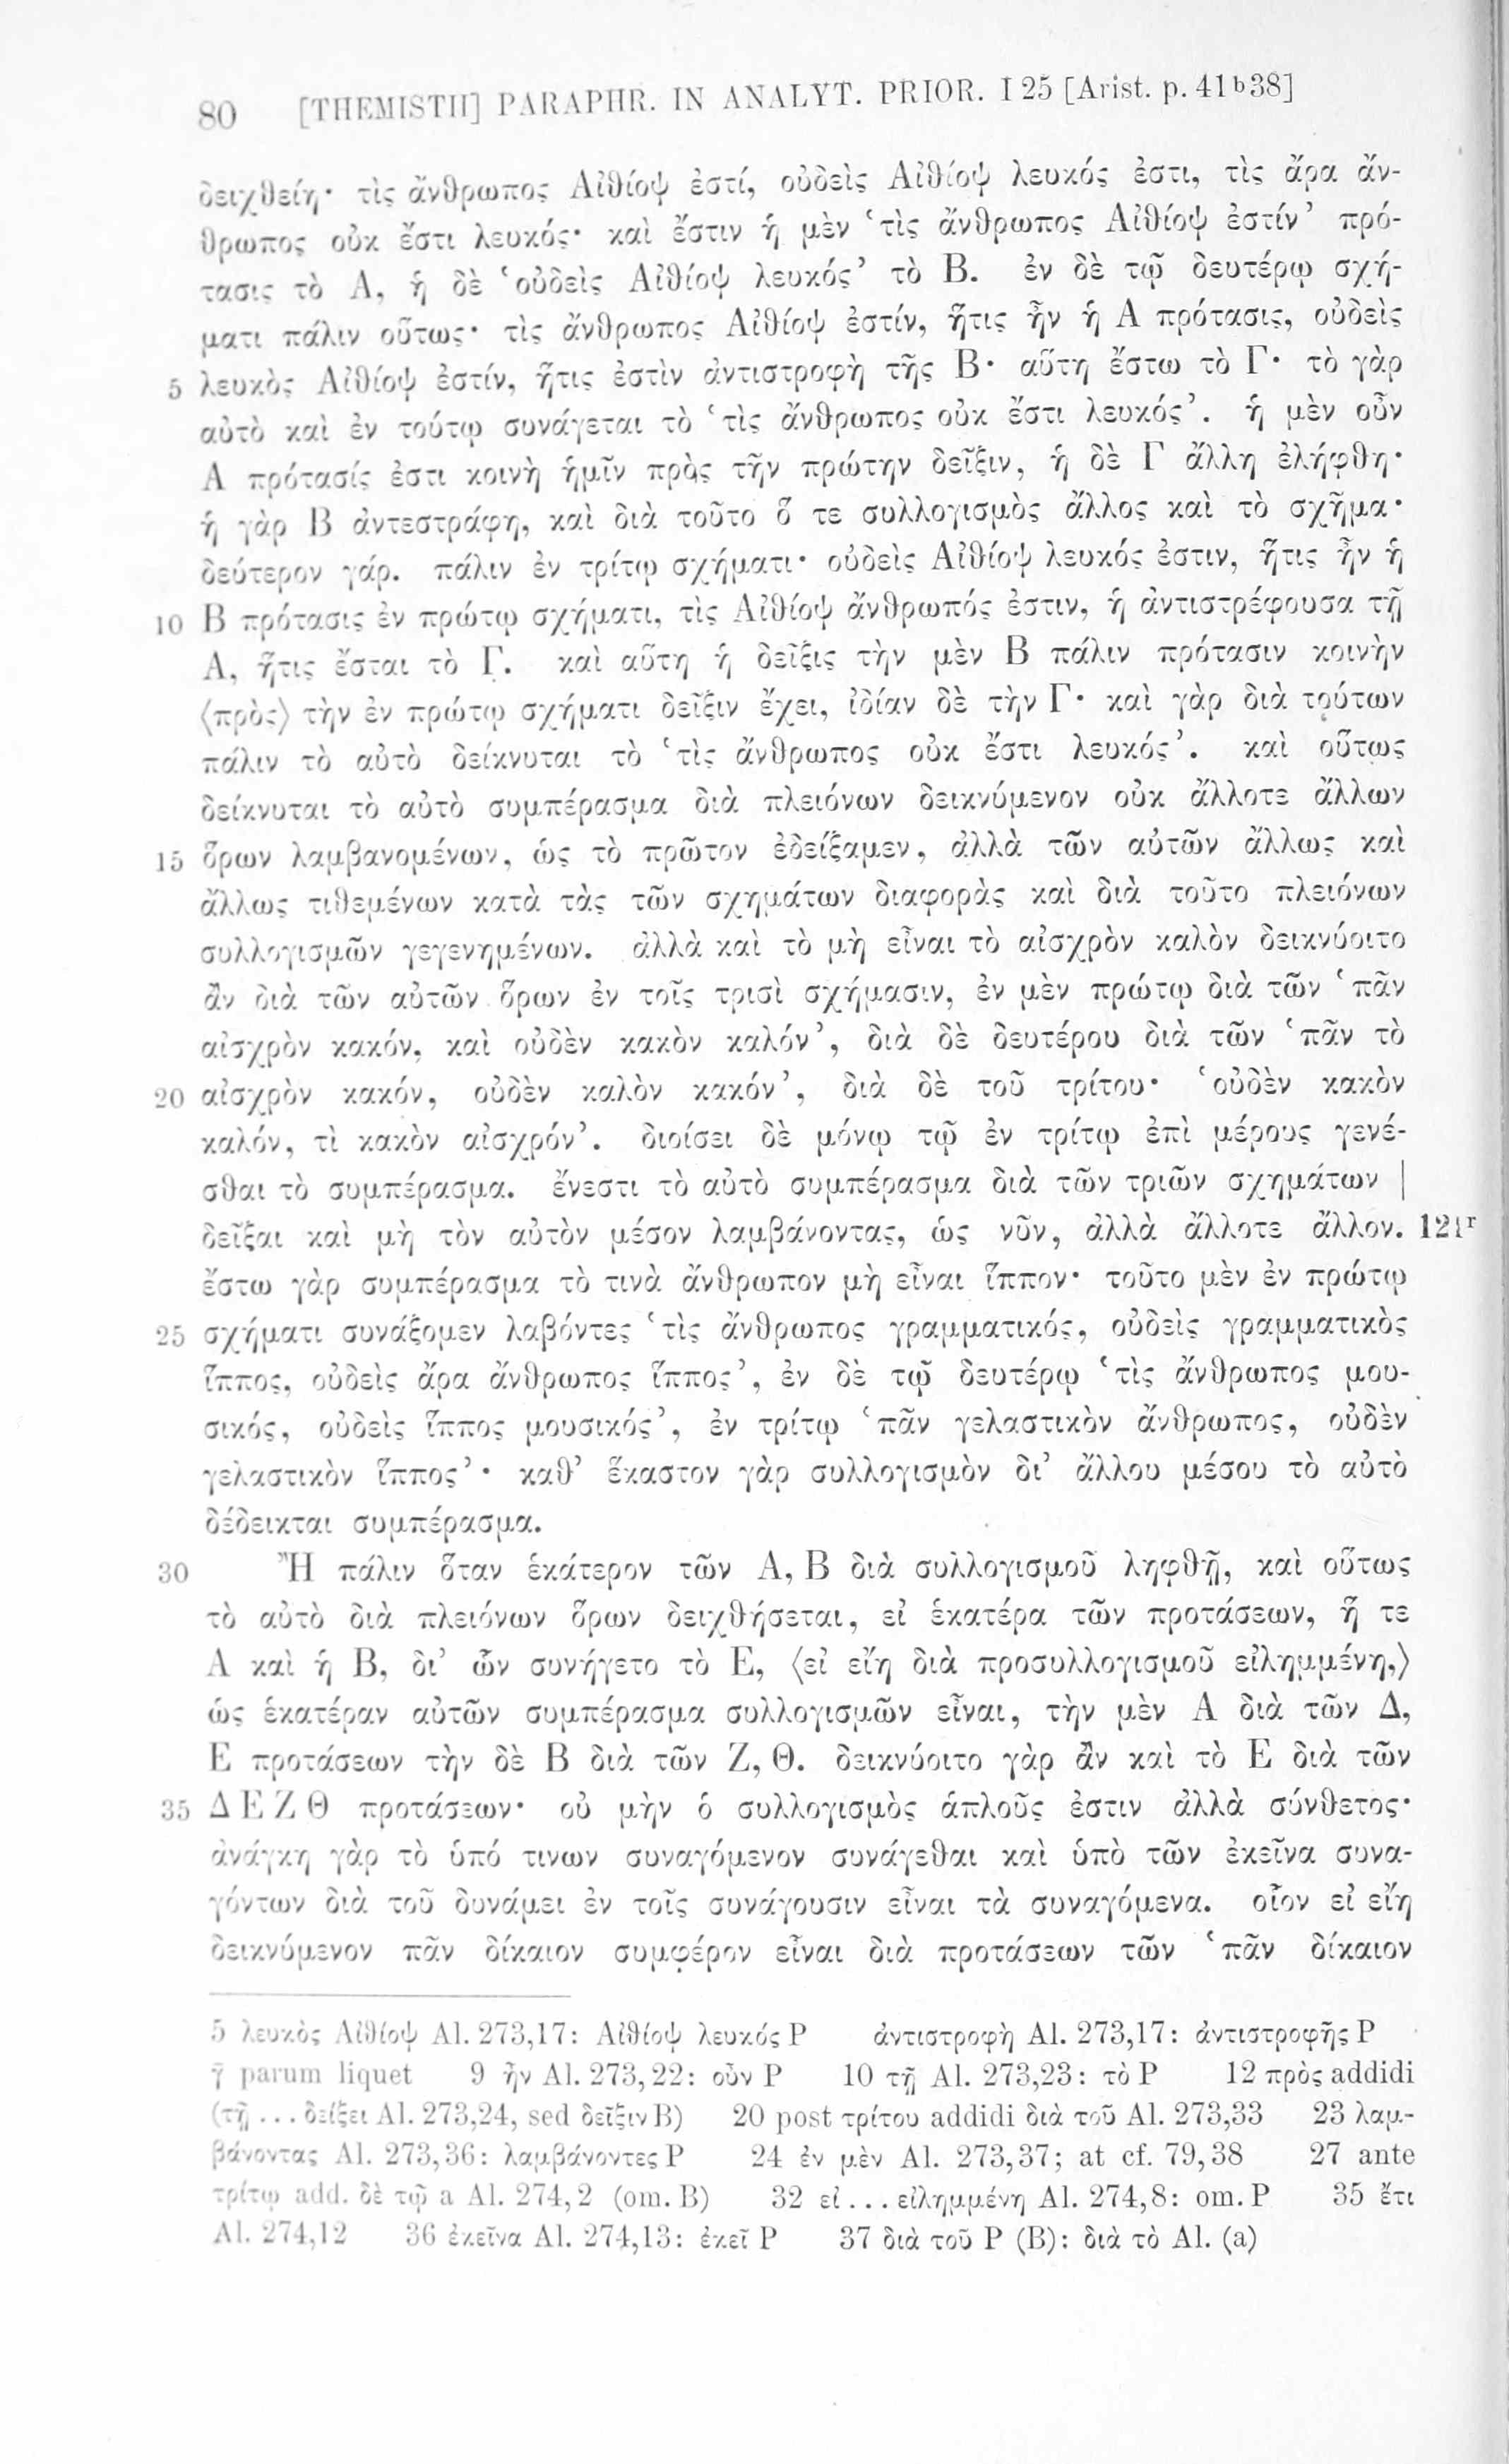 80 [THEMISTII] PARAPHR. IN ANALYT. PRIOR. I 25 [Arist. p. 41b38]
δειχθείη· τὶς ἄνθρωπος Αἰθίοψ ἐστί, οὐδεὶς Αἰθίοψ λευκός ἐστι, τὶς ἄρα ἄν-
θρωπος οὐκ ἔστι λευκός· καὶ ἔστιν ἡ μὲν ‘τὶς ἄνθρωπος Αἰθίοψ ἐστίν’ πρό-
τασις τὸ Α, ἡ δὲ ‘οὐδεὶς Αἰθίοψ λευκός’ τὸ Β. ἐν δὲ τῷ δευτέρῳ σχή-
ματι πάλιν οὕτως· τὶς ἄνθρωπος Αἰθίοψ ἐστίν, ἥτις ἦν ἡ Α πρότασις, οὐδεὶς
5 λευκὸς Αἰθίοψ ἐστίν, ἥτις ἐστὶν ἀντιστροφὴ τῆς Β· αὕτη ἔστω τὸ Γ· τὸ γὰρ
αὐτὸ καὶ ἐν τούτῳ συνάγεται τὸ ‘τὶς ἄνθρωπος οὐκ ἔστι λευκός’. ἡ μὲν οὖν
Α πρότασίς ἐστι κοινὴ ἡμῖν πρὸς τὴν πρώτην δεῖξιν, ἡ δὲ Γ ἄλλη ἐλήφθη·
ἡ γὰρ Β ἀντεστράφη, καὶ διὰ τοῦτο ὅ τε συλλογισμὸς ἄλλος καὶ τὸ σχῆμα·
δεύτερον γάρ. πάλιν ἐν τρίτῳ σχήματι· οὐδεὶς Αἰθίοψ λευκός ἐστιν, ἥτις ἦν ἡ
10 Β πρότασις ἐν πρώτῳ σχήματι, τὶς Αἰθίοψ ἄνθρωπός ἐστιν, ἡ ἀντιστρέφουσα τῇ
Α, ἥτις ἔσται τὸ Γ. καὶ αὕτη ἡ δεῖξις τὴν μὲν Β πάλιν πρότασιν κοινὴν
⟨πρὸς⟩ τὴν ἐν πρώτῳ σχήματι δεῖξιν ἔχει, ἰδίαν δὲ τὴν Γ· καὶ γὰρ διὰ τούτων
πάλιν τὸ αὐτὸ δείκνυται τὸ ‘τὶς ἄνθρωπος οὐκ ἔστι λευκός’. καὶ οὕτως
δείκνυται τὸ αὐτὸ συμπέρασμα διὰ πλειόνων δεικνύμενον οὐκ ἄλλοτε ἄλλων
15 ὅρων λαμβανομένων, ὡς τὸ πρῶτον ἐδείξαμεν, ἀλλὰ τῶν αὐτῶν ἄλλως καὶ
ἄλλως τιθεμένων κατὰ τὰς τῶν σχημάτων διαφορὰς καὶ διὰ τοῦτο πλειόνων
συλλογισμῶν γεγενημένων. ἀλλὰ καὶ τὸ μὴ εἶναι τὸ αἰσχρὸν καλὸν δεικνύοιτο
ἂν διὰ τῶν αὐτῶν ὅρων ἐν τοῖς τρισὶ σχήμασιν, ἐν μὲν πρώτῳ διὰ τῶν ‘πᾶν
αἰσχρὸν κακόν, καὶ οὐδὲν κακὸν καλόν’, διὰ δὲ δευτέρου διὰ τῶν ‘πᾶν τὸ
20 αἰσχρὸν κακόν, οὐδὲν καλὸν κακόν’, διὰ δὲ τοῦ τρίτου· ‘οὐδὲν κακὸν
καλόν, τὶ κακὸν αἰσχρόν’. διοίσει δὲ μόνῳ τῷ ἐν τρίτῳ ἐπὶ μέρους γενέ-
σθαι τὸ συμπέρασμα. ἔνεστι τὸ αὐτὸ συμπέρασμα διὰ τῶν τριῶν σχημάτων |
δεῖξαι καὶ μὴ τὸν αὐτὸν μέσον λαμβάνοντας, ὡς νῦν, ἀλλὰ ἄλλοτε ἄλλον. 121r
ἔστω γὰρ συμπέρασμα τὸ τινὰ ἄνθρωπον μὴ εἶναι ἵππον· τοῦτο μὲν ἐν πρώτῳ
25 σχήματι συνάξομεν λαβόντες ‘τὶς ἄνθρωπος γραμματικός, οὐδεὶς γραμματικὸς
ἵππος, οὐδεὶς ἄρα ἄνθρωπος ἵππος’, ἐν δὲ τῷ δευτέρῳ ‘τὶς ἄνθρωπος μου-
σικός, οὐδεὶς ἵππος μουσικός’, ἐν τρίτῳ ‘πᾶν γελαστικὸν ἄνθρωπος, οὐδὲν
γελαστικὸν ἵππος’· καθ’ ἕκαστον γὰρ συλλογισμὸν δι’ ἄλλου μέσου τὸ αὐτὸ
δέδεικται συμπέρασμα.
30 Ἢ πάλιν ὅταν ἑκάτερον τῶν Α, Β διὰ συλλογισμοῦ ληφθῇ, καὶ οὕτως
τὸ αὐτὸ διὰ πλειόνων ὅρων δειχθήσεται, εἰ ἑκατέρα τῶν προτάσεων, ἥ τε
Α καὶ ἡ Β, δι’ ὧν συνήγετο τὸ Ε, ⟨εἰ εἴη διὰ προσυλλογισμοῦ εἰλημμένη,⟩
ὡς ἑκατέραν αὐτῶν συμπέρασμα συλλογισμῶν εἶναι, τὴν μὲν Α διὰ τῶν Δ,
Ε προτάσεων τὴν δὲ Β διὰ τῶν Ζ, Θ. δεικνύοιτο γὰρ ἂν καὶ τὸ Ε διὰ τῶν
35 Δ Ε Ζ Θ προτάσεων· οὐ μὴν ὁ συλλογισμὸς ἁπλοῦς ἐστιν ἀλλὰ σύνθετος·
ἀνάγκη γὰρ τὸ ὑπό τινων συναγόμενον συνάγεθαι καὶ ὑπὸ τῶν ἐκεῖνα συνα-
γόντων διὰ τοῦ δυνάμει ἐν τοῖς συνάγουσιν εἶναι τὰ συναγόμενα. οἷον εἰ εἴη
δεικνύμενον πᾶν δίκαιον συμφέρον εἶναι διὰ προτάσεων τῶν ‘πᾶν δίκαιον
5 λευκὸς Αἰθίοψ Al. 273,17: Αἰθίοψ λευκός P ἀντιστροφὴ Al. 273,17: ἀντιστροφῆς P
γ̄ parum liquet 9 ἦν Al. 273,22: οὖν P 10 τῇ Al. 273,23: τὸ P 12 πρὸς addidi
(τῇ ... δείξει Al. 273,24, sed δεῖξιν B) 20 post τρίτου addidi διὰ τοῦ Al. 273,33 23 λαμ-
βάνοντας Al. 273,36: λαμβάνοντες P 24 ἐν μὲν Al. 273,37; at cf. 79,38 27 ante
τρίτῳ add. δὲ τῷ a Al. 274,2 (om. B) 32 εἰ ... εἰλημμένη Al. 274,8: om. P 35 ἔτι
Al. 274,12 36 ἐκεῖνα Al. 274,13: ἐκεῖ P 37 διὰ τοῦ P (B): διὰ τὸ Al. (a)